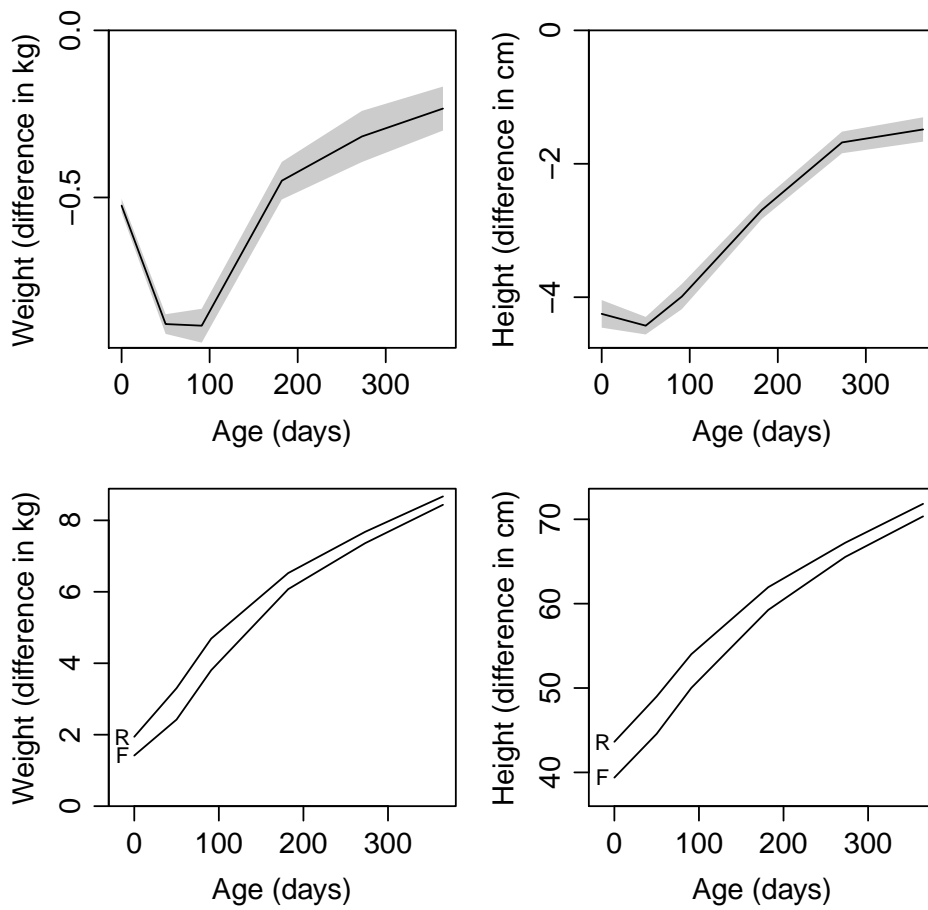 Weight (difference in kg)
0.0
−0.5
0 100 200 300
Age (days)
Height (difference in cm)
0
−2
−4
0 100 200 300
Age (days)
Weight (difference in kg)
8
6
4
2
0
R
F
0 100 200 300
Age (days)
Height (difference in cm)
70
60
50
40
R
F
0 100 200 300
Age (days)